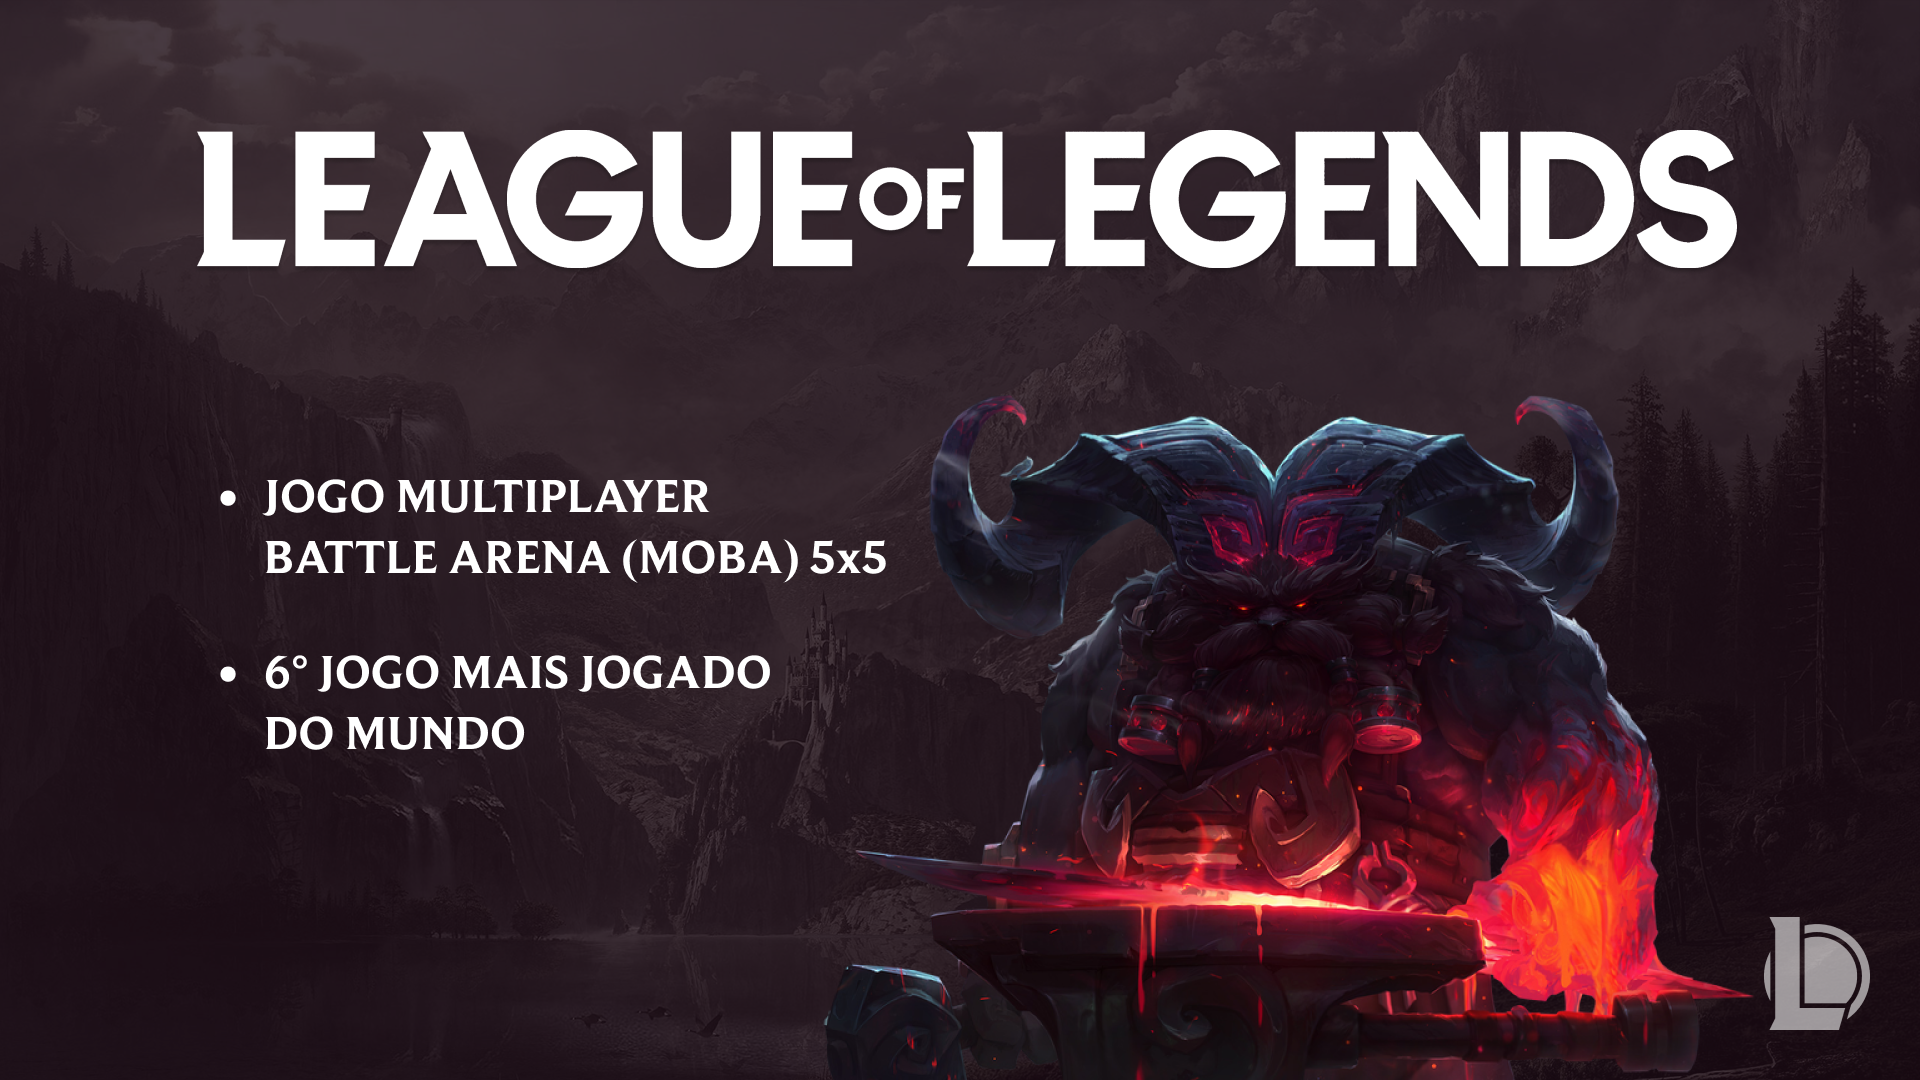 LEAGUE OF LEGENDS
• JOGO MULTIPLAYER
BATTLE ARENA (MOBA) 5x5
• 6° JOGO MAIS JOGADO
DO MUNDO
L